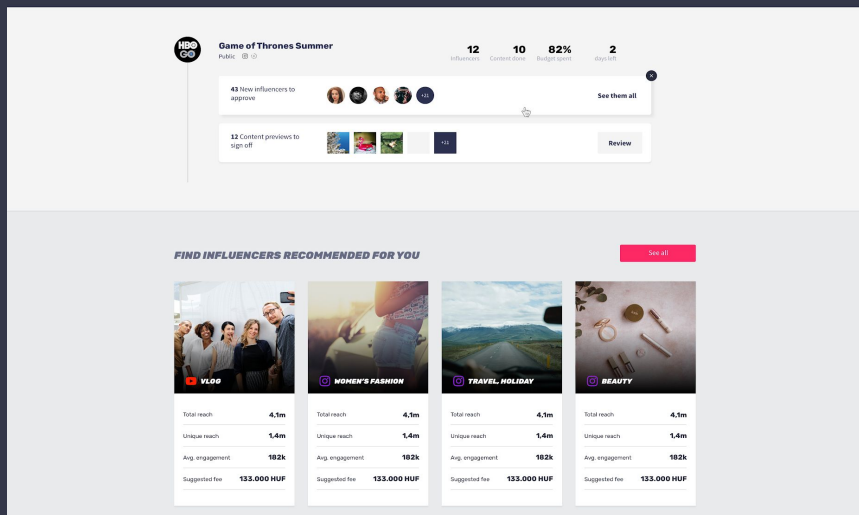 HBO
GO
Game of Thrones Summer
Public
12
Influencers
10
Content done
82%
Budget spent
2
days left
43 New influencers to
approve
+21
See them all
12 Content previews to
sign off
+21
Review
FIND INFLUENCERS RECOMMENDED FOR YOU
See all
VLOG
WOMEN'S FASHION
TRAVEL, HOLIDAY
BEAUTY
Total reach 4,1m
Unique reach 1,4m
Avg. engagement 182k
Suggested fee 133.000 HUF
Total reach 4,1m
Unique reach 1,4m
Avg. engagement 182k
Suggested fee 133.000 HUF
Total reach 4,1m
Unique reach 1,4m
Avg. engagement 182k
Suggested fee 133.000 HUF
Total reach 4,1m
Unique reach 1,4m
Avg. engagement 182k
Suggested fee 133.000 HUF